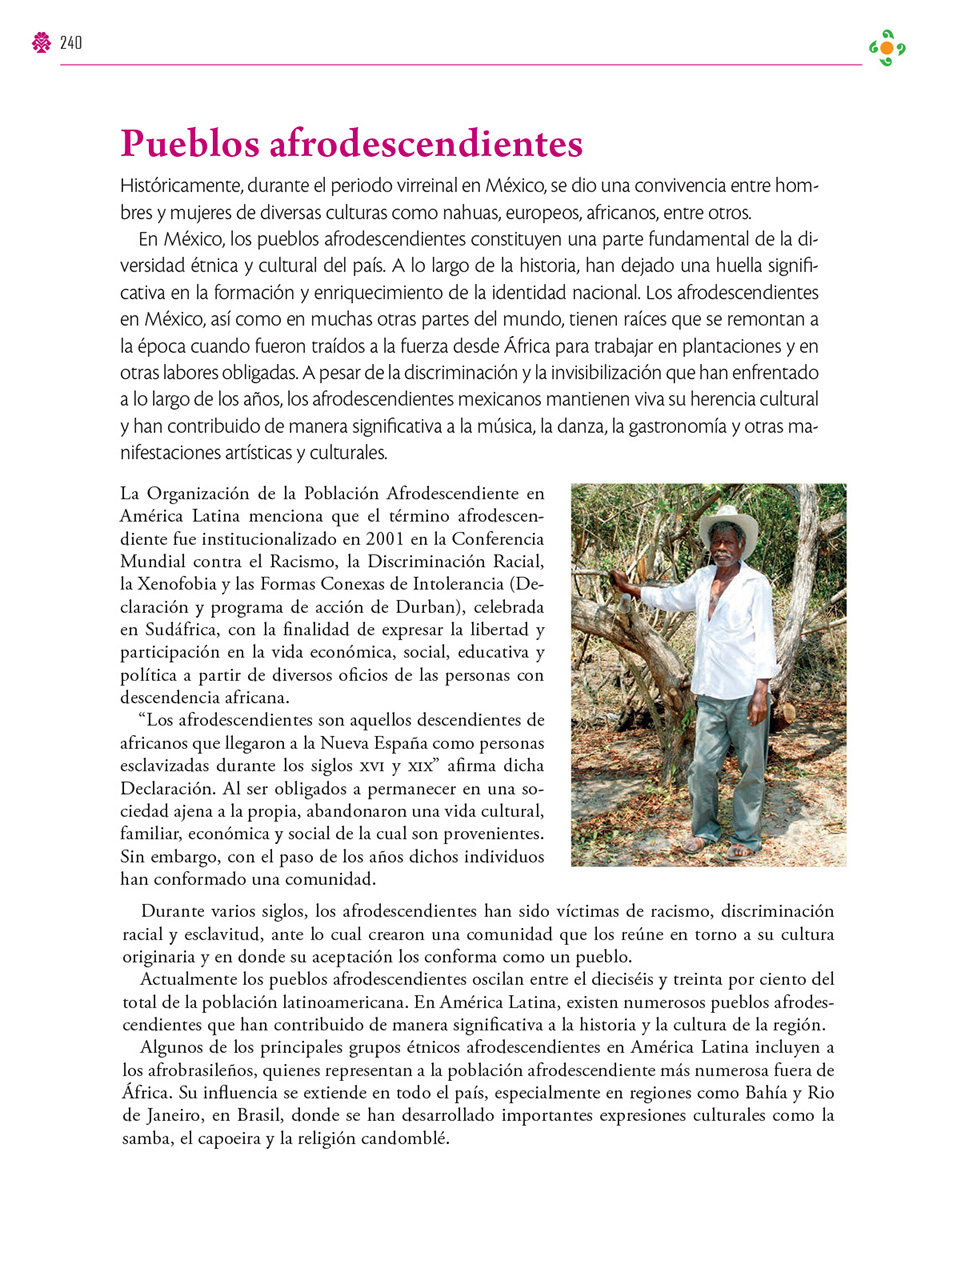 240
Pueblos afrodescendientes
Históricamente, durante el periodo virreinal en México, se dio una convivencia entre hom-
bres y mujeres de diversas culturas como nahuas, europeos, africanos, entre otros.
En México, los pueblos afrodescendientes constituyen una parte fundamental de la di-
versidad étnica y cultural del país. A lo largo de la historia, han dejado una huella signifi-
cativa en la formación y enriquecimiento de la identidad nacional. Los afrodescendientes
en México, así como en muchas otras partes del mundo, tienen raíces que se remontan a
la época cuando fueron traídos a la fuerza desde África para trabajar en plantaciones y en
otras labores obligadas. A pesar de la discriminación y la invisibilización que han enfrentado
a lo largo de los años, los afrodescendientes mexicanos mantienen viva su herencia cultural
y han contribuido de manera significativa a la música, la danza, la gastronomía y otras ma-
nifestaciones artísticas y culturales.
La Organización de la Población Afrodescendiente en
América Latina menciona que el término afrodescen-
diente fue institucionalizado en 2001 en la Conferencia
Mundial contra el Racismo, la Discriminación Racial,
la Xenofobia y las Formas Conexas de Intolerancia (De-
claración y programa de acción de Durban), celebrada
en Sudáfrica, con la finalidad de expresar la libertad y
participación en la vida económica, social, educativa y
política a partir de diversos oficios de las personas con
descendencia africana.
“Los afrodescendientes son aquellos descendientes de
africanos que llegaron a la Nueva España como personas
esclavizadas durante los siglos XVI y XIX” afirma dicha
Declaración. Al ser obligados a permanecer en una so-
ciedad ajena a la propia, abandonaron una vida cultural,
familiar, económica y social de la cual son provenientes.
Sin embargo, con el paso de los años dichos individuos
han conformado una comunidad.
Durante varios siglos, los afrodescendientes han sido víctimas de racismo, discriminación
racial y esclavitud, ante lo cual crearon una comunidad que los reúne en torno a su cultura
originaria y en donde su aceptación los conforma como un pueblo.
Actualmente los pueblos afrodescendientes oscilan entre el dieciséis y treinta por ciento del
total de la población latinoamericana. En América Latina, existen numerosos pueblos afrodes-
cendientes que han contribuido de manera significativa a la historia y la cultura de la región.
Algunos de los principales grupos étnicos afrodescendientes en América Latina incluyen a
los afrobrasileños, quienes representan a la población afrodescendiente más numerosa fuera de
África. Su influencia se extiende en todo el país, especialmente en regiones como Bahía y Rio
de Janeiro, en Brasil, donde se han desarrollado importantes expresiones culturales como la
samba, el capoeira y la religión candomblé.